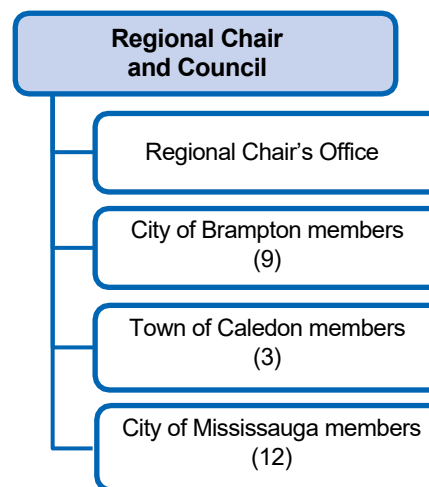 Regional Chair
and Council
Regional Chair’s Office
City of Brampton members
(9)
Town of Caledon members
(3)
City of Mississauga members
(12)